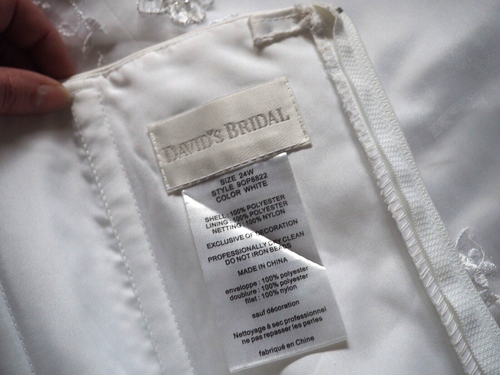 DAVID'S BRIDAL
SIZE 24W
STYLE 9OP8822
COLOR WHITE
SHELL: 100% POLYESTER
LINING: 100% POLYESTER
NETTING: 100% NYLON
EXCLUSIVE OF DECORATION
PROFESSIONALLY DRY CLEAN
DO NOT IRON BEADS
MADE IN CHINA
enveloppe : 100% polyester
doublure : 100% polyester
filet : 100% nylon
sauf décoration
Nettoyage à sec professionel
ne pas repasser les perles
fabriqué en Chine